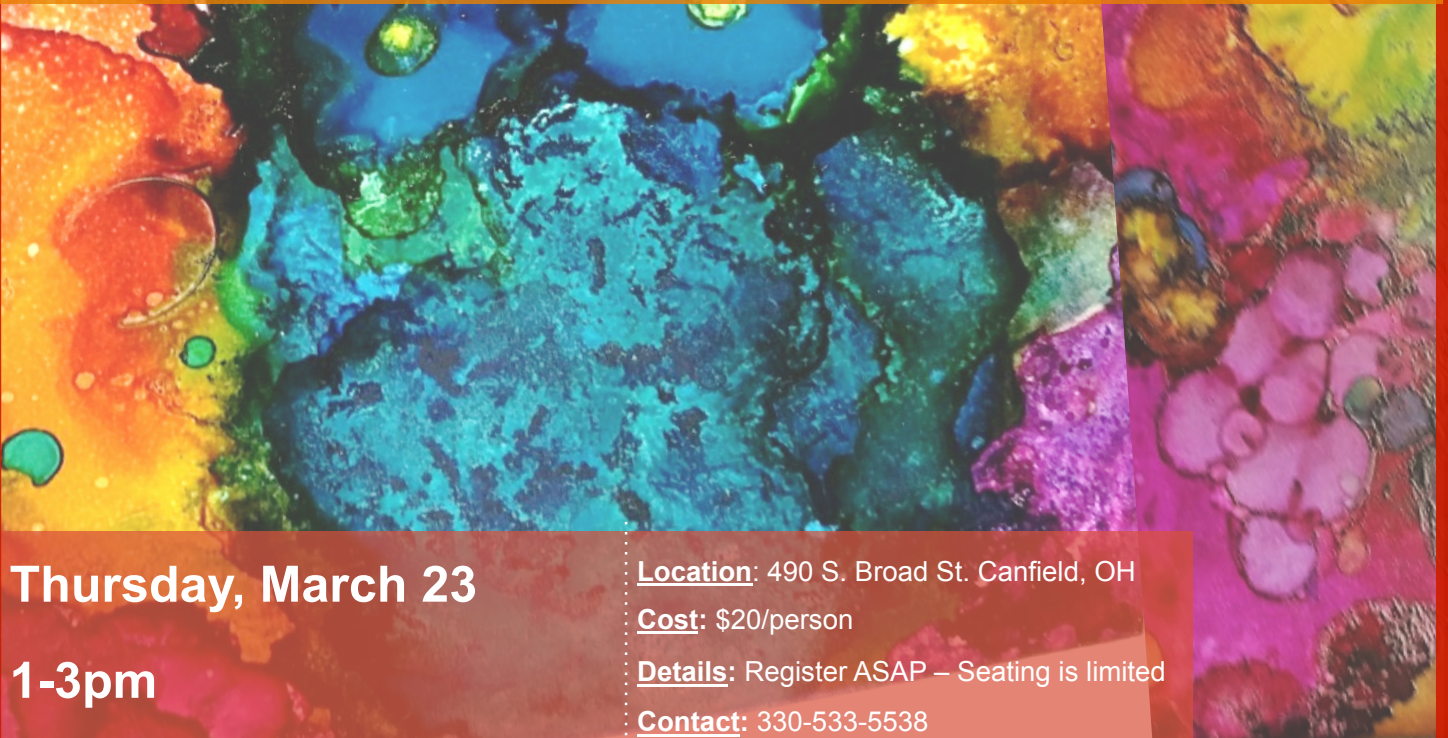 Thursday, March 23
1-3pm
Location: 490 S. Broad St. Canfield, OH
Cost: $20/person
Details: Register ASAP – Seating is limited
Contact: 330-533-5538